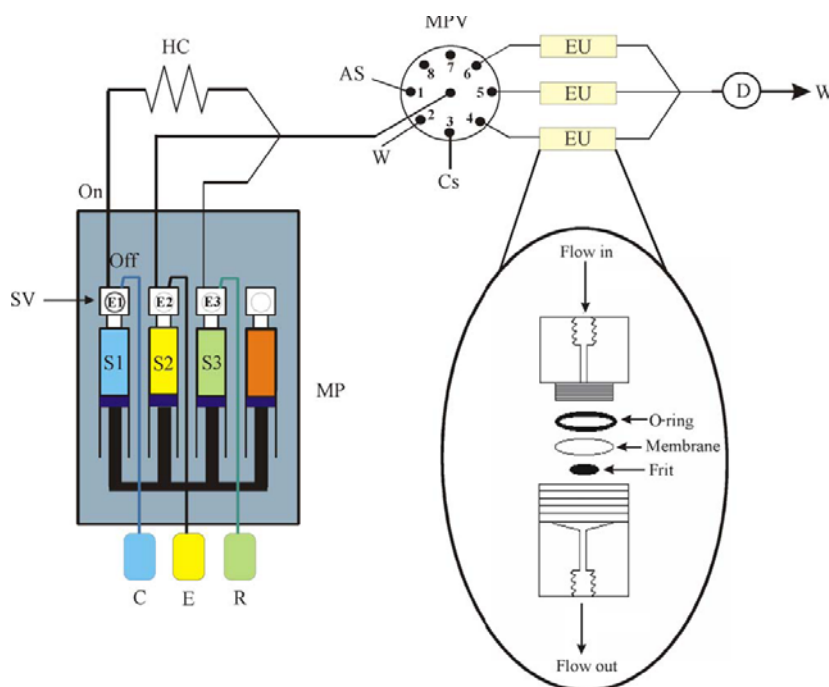 MPV
HC
EU
AS
8
7
6
1
5
EU
D
W
2
3
4
W
EU
Cs
On
Off
Flow in
SV
E1
E2
E3
S1
S2
S3
MP
O-ring
Membrane
Frit
C
E
R
Flow out